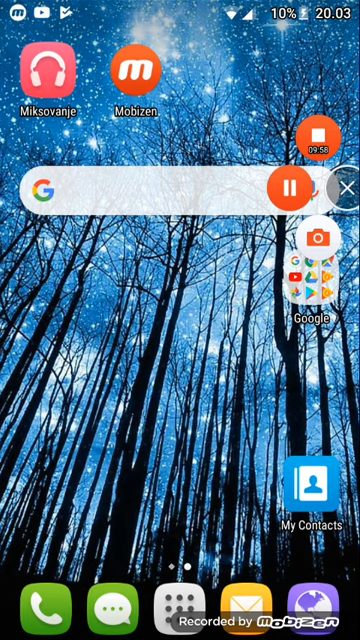 10% 20.03
Miksovanje
Mobizen
09:58
Google
My Contacts
Recorded by mobizen